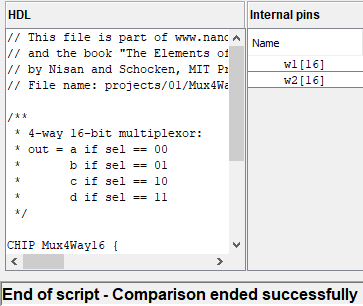 HDL
// This file is part of www.nand
// and the book "The Elements of
// by Nisan and Schocken, MIT Pr
// File name: projects/01/Mux4Wa
/**
* 4-way 16-bit multiplexor:
* out = a if sel == 00
* b if sel == 01
* c if sel == 10
* d if sel == 11
*/
CHIP Mux4Way16 {
Internal pins
Name
w1[16]
w2[16]
End of script - Comparison ended successfully